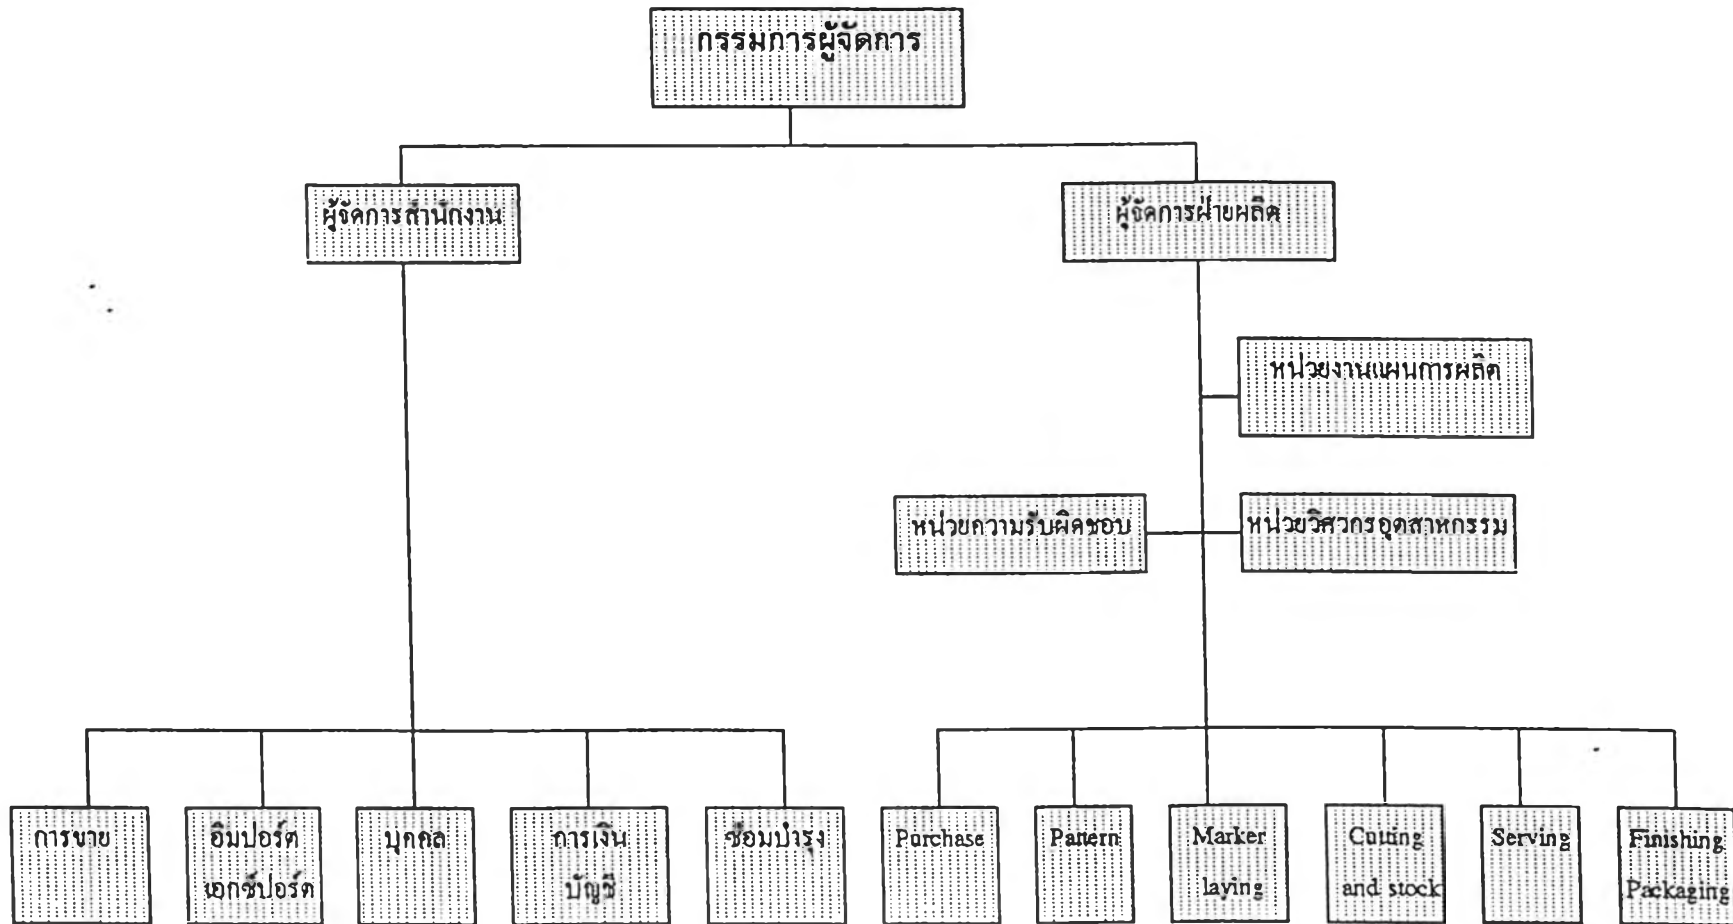 กรรมการผู้จัดการ
ผู้จัดการสำนักงาน
ผู้จัดการฝ่ายผลิต
หน่วยงานแผนการผลิต
หน่วยความรับผิดชอบ
หน่วยวิศวกรอุตสาหกรรม
การขาย
อิมปอร์ต
เอกซ์ปอร์ต
บุคคล
การเงิน
บัญชี
ซ่อมบำรุง
Purchase
Pattern
Marker
laying
Cutting
and stock
Serving
Finishing
Packaging